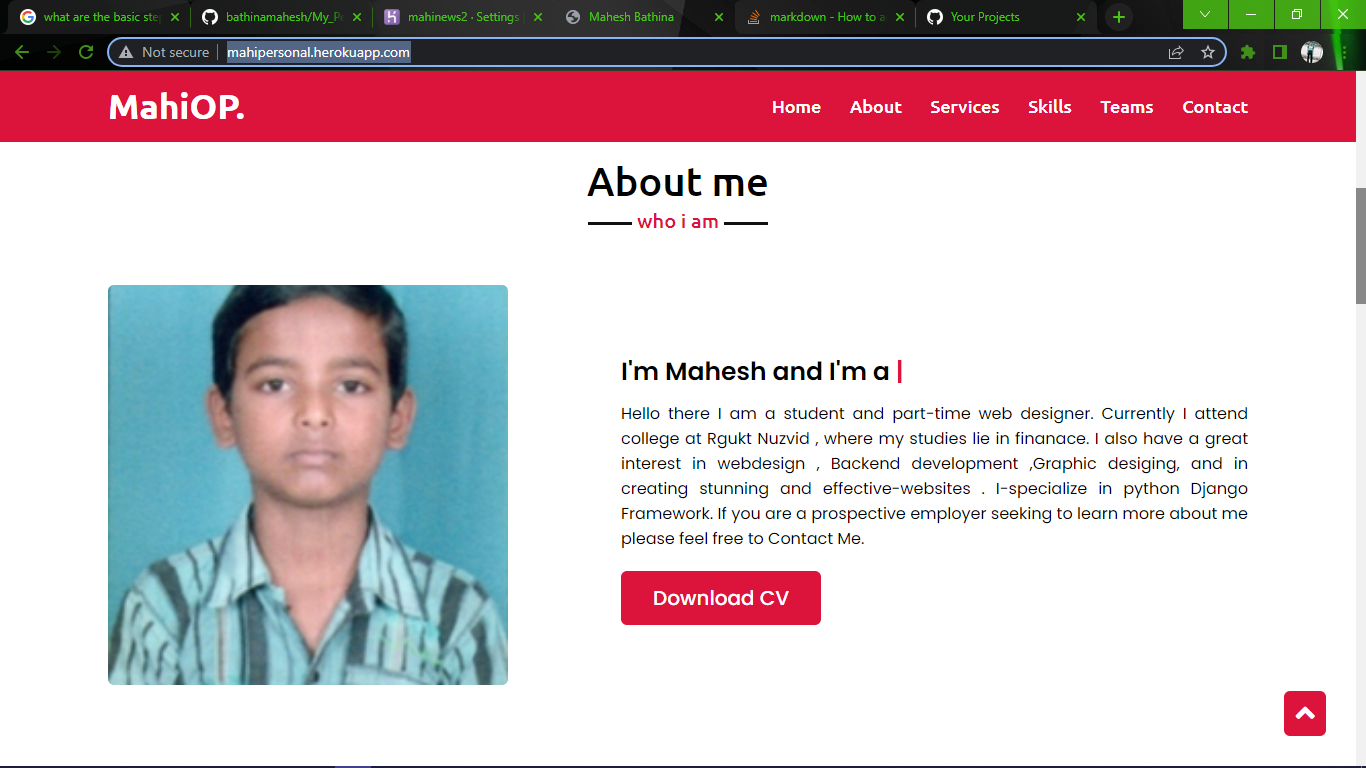 what are the basic ste
bathinamahesh/My_Pe
mahinews2 · Settings
Mahesh Bathina
markdown - How to a
Your Projects
Not secure
mahipersonal.herokuapp.com
MahiOP.
Home About Services Skills Teams Contact
About me
who i am
I'm Mahesh and I'm a |
Hello there I am a student and part-time web designer. Currently I attend
college at Rgukt Nuzvid , where my studies lie in finanace. I also have a great
interest in webdesign , Backend development ,Graphic desiging, and in
creating stunning and effective-websites . I-specialize in python Django
Framework. If you are a prospective employer seeking to learn more about me
please feel free to Contact Me.
Download CV